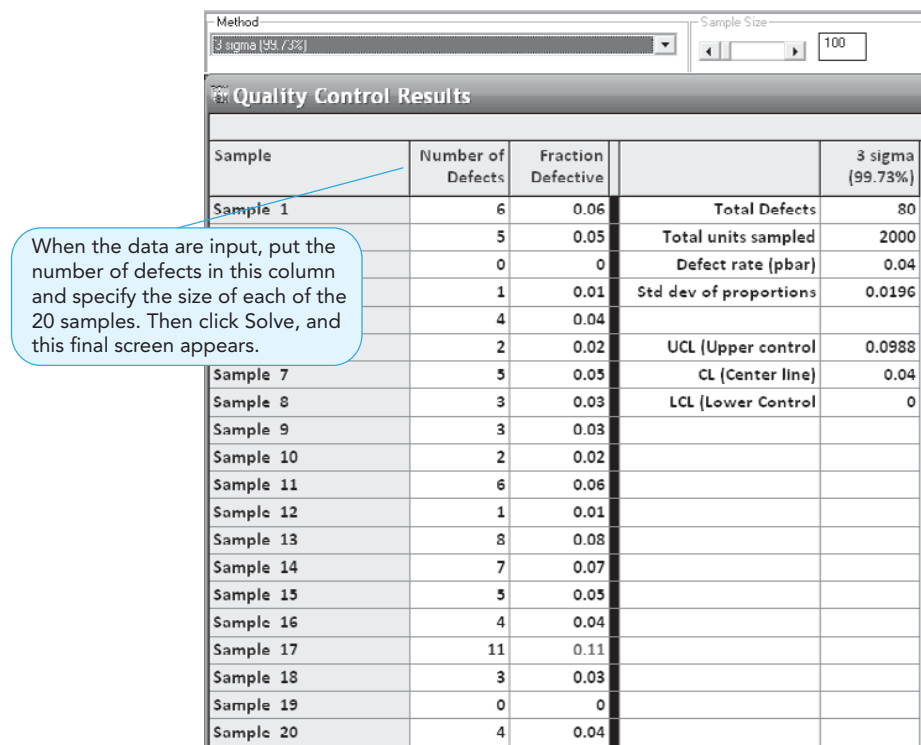 Method
3 sigma (99.73%)
Sample Size
100
Quality Control Results
Sample Number of Defects Fraction Defective 3 sigma (99.73%)
Sample 1 6 0.06 Total Defects 80
5 0.05 Total units sampled 2000
0 0 Defect rate (pbar) 0.04
1 0.01 Std dev of proportions 0.0196
4 0.04
2 0.02 UCL (Upper control 0.0988
Sample 7 5 0.05 CL (Center line) 0.04
Sample 8 3 0.03 LCL (Lower Control 0
Sample 9 3 0.03
Sample 10 2 0.02
Sample 11 6 0.06
Sample 12 1 0.01
Sample 13 8 0.08
Sample 14 7 0.07
Sample 15 5 0.05
Sample 16 4 0.04
Sample 17 11 0.11
Sample 18 3 0.03
Sample 19 0 0
Sample 20 4 0.04
When the data are input, put the
number of defects in this column
and specify the size of each of the
20 samples. Then click Solve, and
this final screen appears.